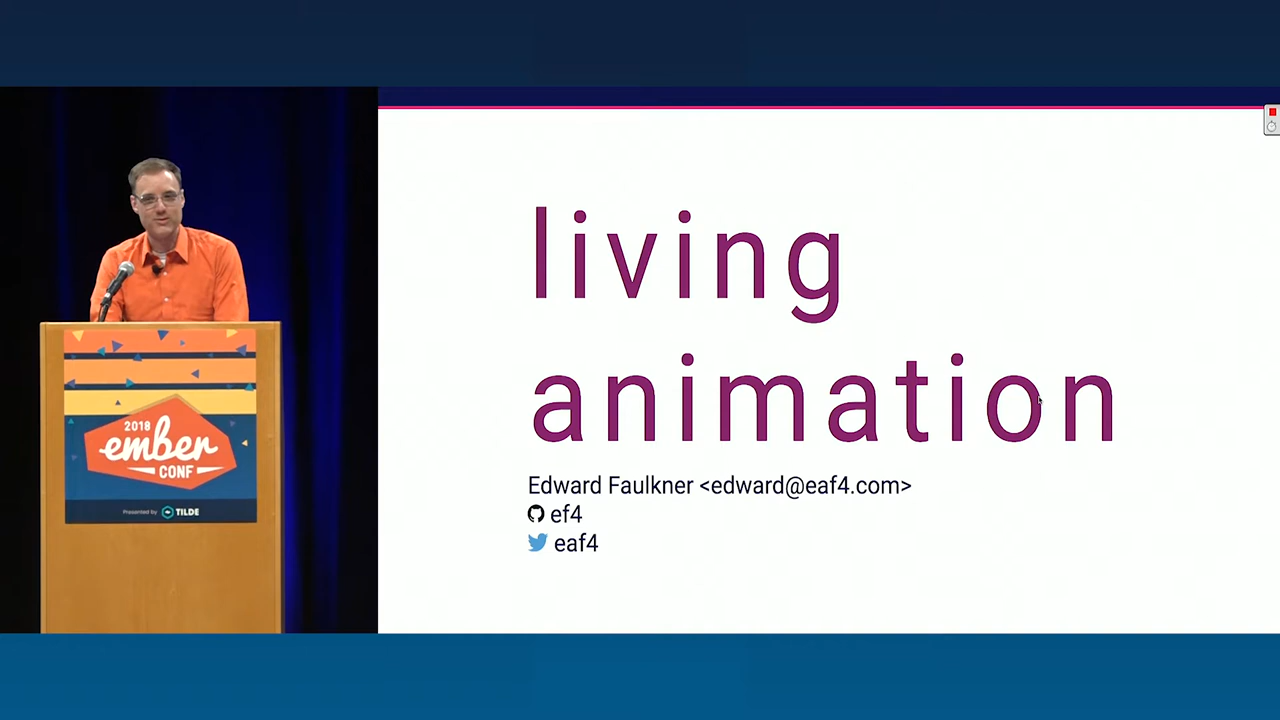 living
animation
Edward Faulkner <edward@eaf4.com>
ef4
eaf4
2018
ember
CONF
Presented by TILDE